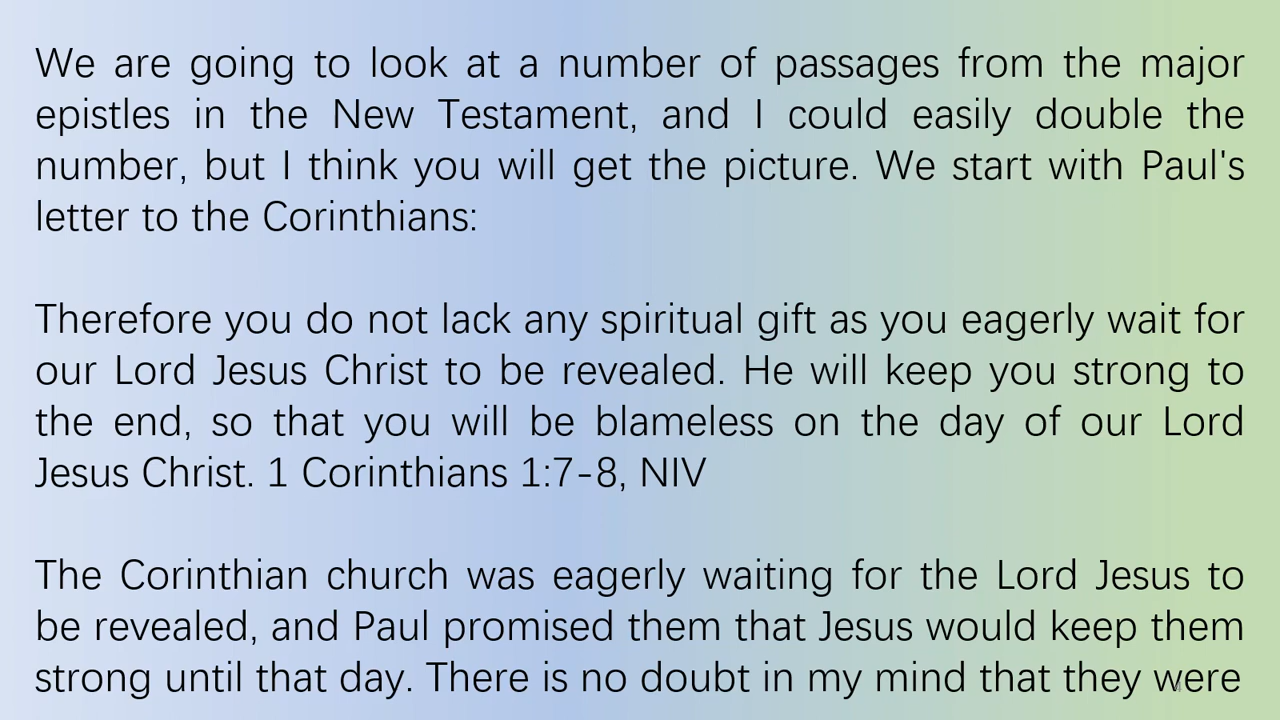 We are going to look at a number of passages from the major
epistles in the New Testament, and I could easily double the
number, but I think you will get the picture. We start with Paul's
letter to the Corinthians:
Therefore you do not lack any spiritual gift as you eagerly wait for
our Lord Jesus Christ to be revealed. He will keep you strong to
the end, so that you will be blameless on the day of our Lord
Jesus Christ. 1 Corinthians 1:7-8, NIV
The Corinthian church was eagerly waiting for the Lord Jesus to
be revealed, and Paul promised them that Jesus would keep them
strong until that day. There is no doubt in my mind that they were